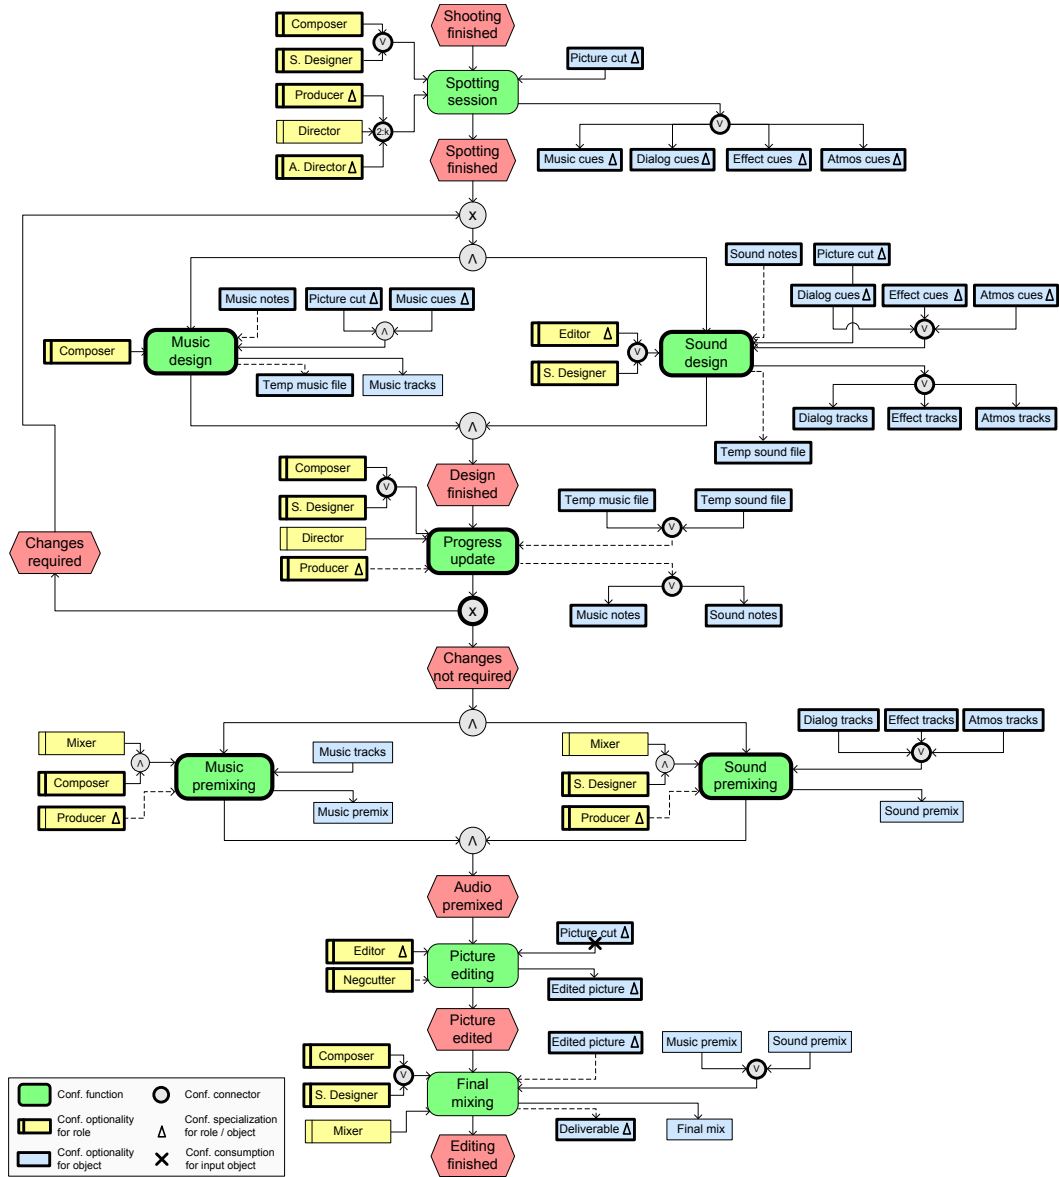 Shooting
finished
Composer
V
S. Designer
Picture cut Δ
Spotting
session
Producer Δ
Director
2:k
A. Director Δ
V
Music cues Δ
Dialog cues Δ
Effect cues Δ
Atmos cues Δ
Spotting
finished
X
Λ
Music notes
Picture cut Δ
Music cues Δ
Λ
Composer
Music
design
Temp music file
Music tracks
Sound notes
Picture cut Δ
Dialog cues Δ
Effect cues Δ
Atmos cues Δ
V
Editor Δ
V
S. Designer
Sound
design
V
Dialog tracks
Effect tracks
Atmos tracks
Temp sound file
Λ
Design
finished
Composer
V
S. Designer
Director
Producer Δ
Progress
update
Temp music file
Temp sound file
V
V
Music notes
Sound notes
Changes
required
X
Changes
not required
Λ
Mixer
Λ
Composer
Producer Δ
Music
premixing
Music tracks
Music premix
Mixer
Λ
S. Designer
Producer Δ
Sound
premixing
Dialog tracks
Effect tracks
Atmos tracks
V
Sound premix
Λ
Audio
premixed
Editor Δ
Negcutter
Picture
editing
Picture cut Δ
Edited picture Δ
Picture
edited
Composer
V
S. Designer
Mixer
Final
mixing
Edited picture Δ
Music premix
Sound premix
V
Deliverable Δ
Final mix
Editing
finished
Conf. function
Conf. connector
Conf. optionality
for role
Δ
Conf. specialization
for role / object
Conf. optionality
for object
Conf. consumption
for input object